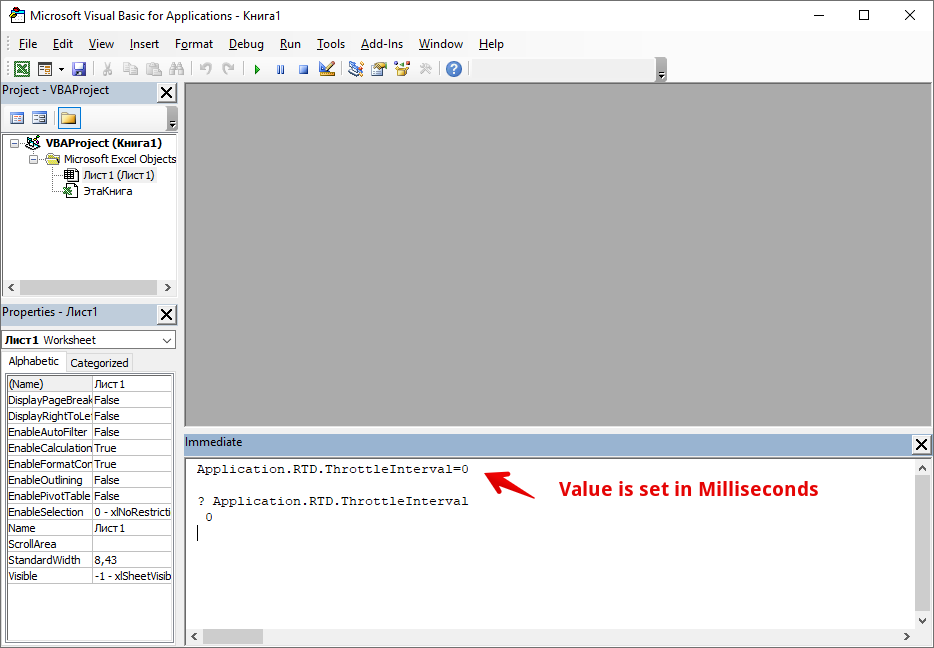 Microsoft Visual Basic for Applications - Книга1
File Edit View Insert Format Debug Run Tools Add-Ins Window Help
Project - VBAProject
VBAProject (Книга1)
Microsoft Excel Objects
Лист1 (Лист1)
ЭтаКнига
Properties - Лист1
Лист1 Worksheet
Alphabetic Categorized
(Name) Лист1
DisplayPageBreak False
DisplayRightToLe False
EnableAutoFilter False
EnableCalculation True
EnableFormatCon True
EnableOutlining False
EnablePivotTable False
EnableSelection 0 - xlNoRestricti
Name Лист1
ScrollArea
StandardWidth 8,43
Visible -1 - xlSheetVisib
Immediate
Application.RTD.ThrottleInterval=0
Value is set in Milliseconds
? Application.RTD.ThrottleInterval
0